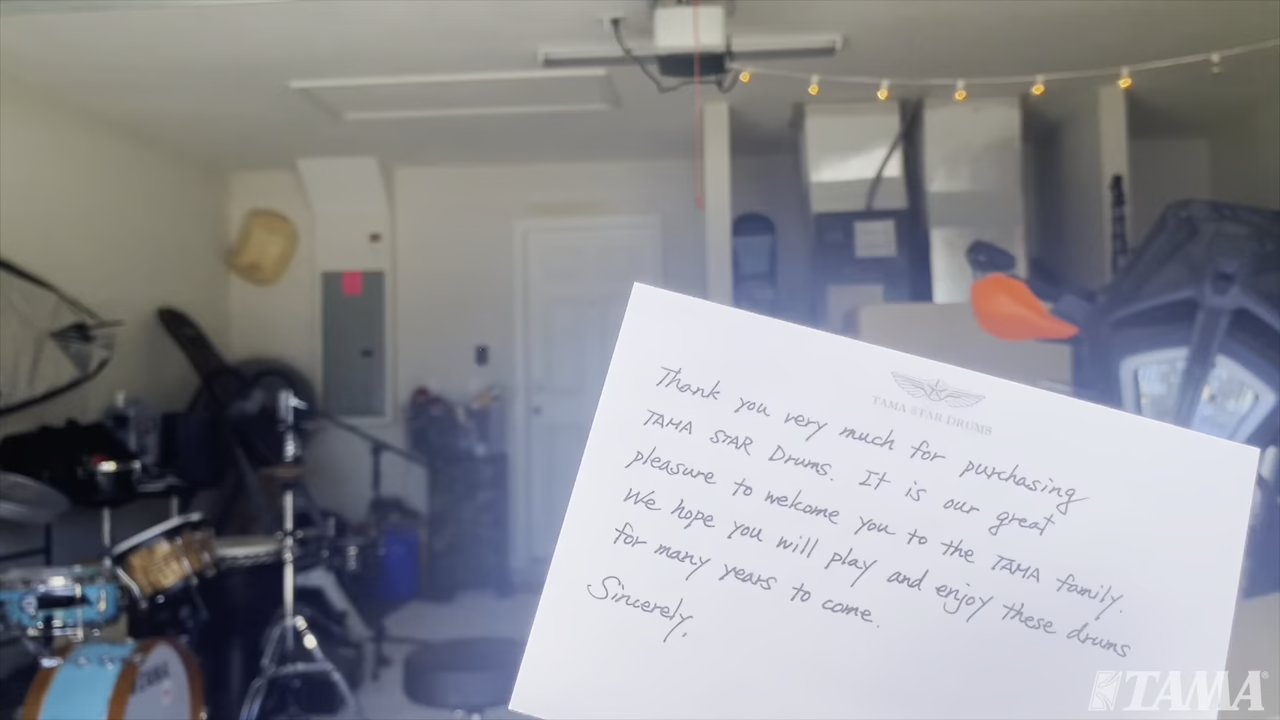 TAMA STAR DRUMS
Thank you very much for purchasing
TAMA STAR Drums. It is our great
pleasure to welcome you to the TAMA family.
We hope you will play and enjoy these drums
for many years to come.
Sincerely,
TAMA
TAMA